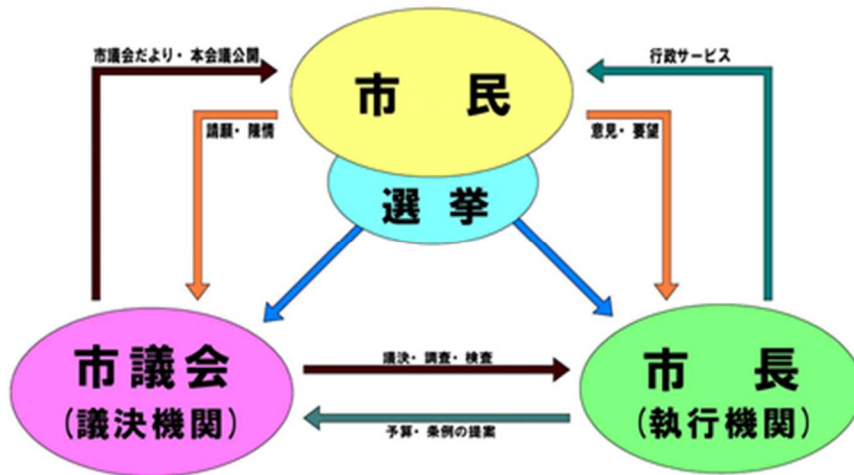 市議会だより・本会議公開
行政サービス
市　民
請願・陳情
意見・要望
選　挙
市議会
(議決機関)
議決・調査・検査
市　長
(執行機関)
予算・条例の提案